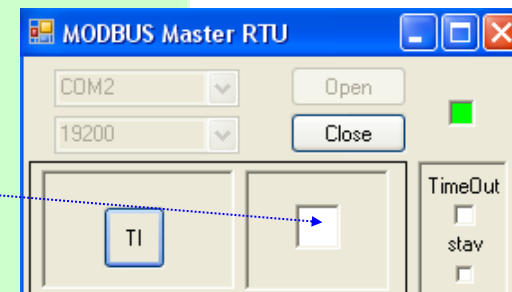 MODBUS Master RTU
COM2
Open
19200
Close
TimeOut
TI
stav